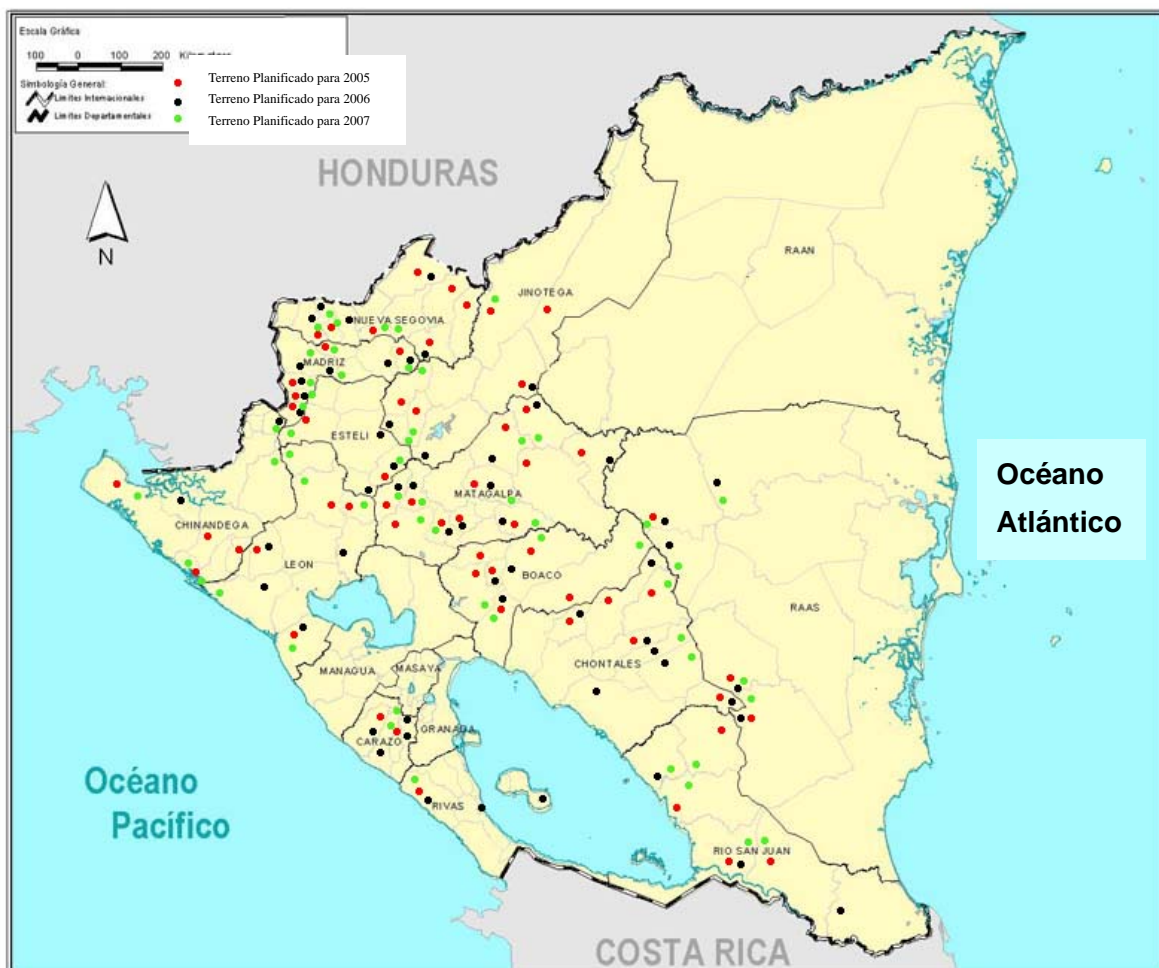 Escala Gráfica
100 0 100 200
Simbología General:
Límites Internacionales
Límites Departamentales
Terreno Planificado para 2005
Terreno Planificado para 2006
Terreno Planificado para 2007
HONDURAS
N
RAAN
JINOTEGA
NUEVA SEGOVIA
MADRIZ
ESTELI
MATAGALPA
CHINANDEGA
LEON
BOACO
RAAS
Océano
Atlántico
CHONTALES
MANAGUA
MASAYA
CARAZO
GRANADA
Océano
Pacífico
RIVAS
RIO SAN JUAN
COSTA RICA